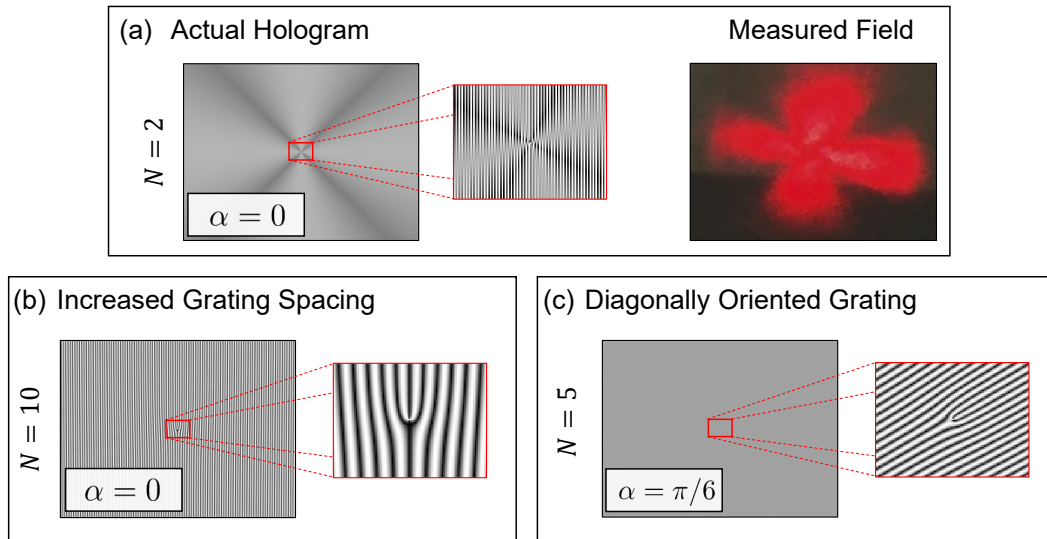 (a) Actual Hologram
Measured Field
N = 2
α = 0
(b) Increased Grating Spacing
N = 10
α = 0
(c) Diagonally Oriented Grating
N = 5
α = π/6